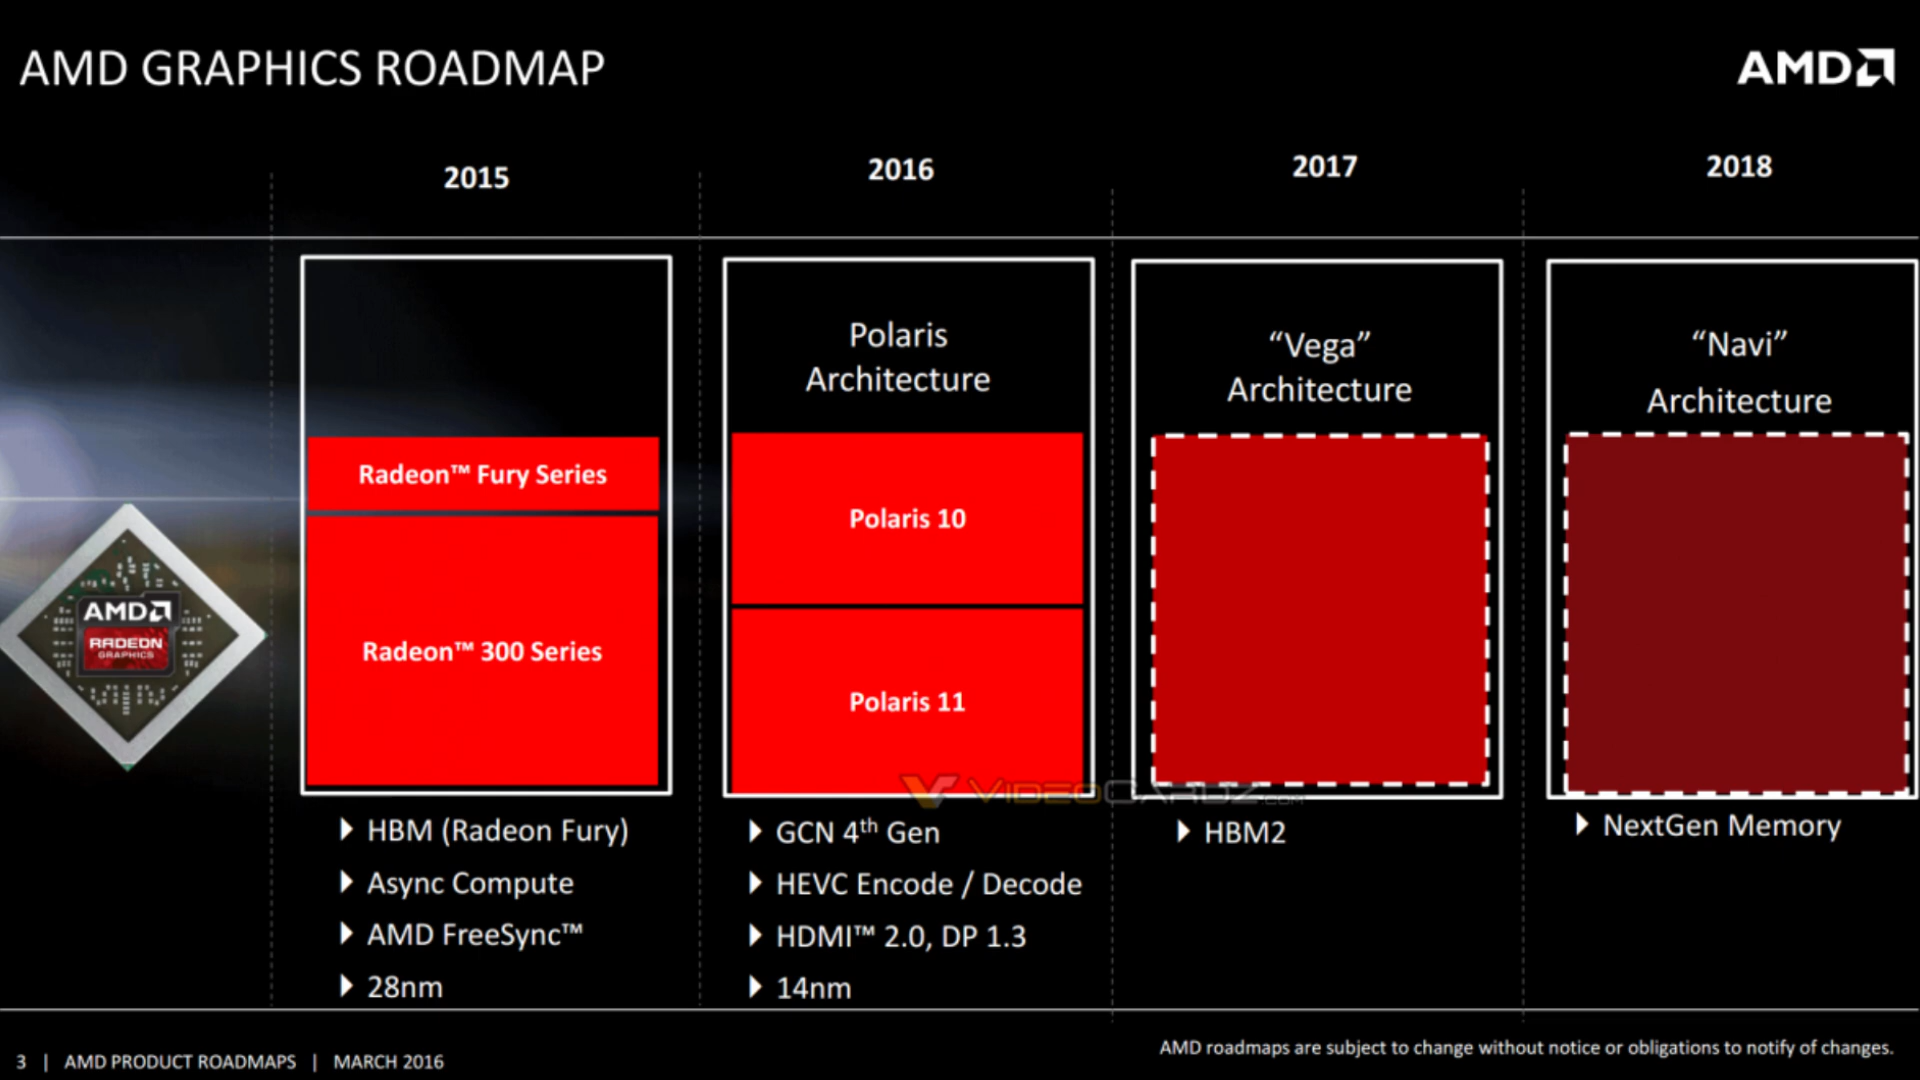 AMD GRAPHICS ROADMAP
AMD
2015
2016
2017
2018
Polaris
Architecture
“Vega”
Architecture
“Navi”
Architecture
Radeon™ Fury Series
Radeon™ 300 Series
Polaris 10
Polaris 11
AMD
RADEON
GRAPHICS
VIDEOCARDZ.COM
HBM (Radeon Fury)
Async Compute
AMD FreeSync™
28nm
GCN 4th Gen
HEVC Encode / Decode
HDMI™ 2.0, DP 1.3
14nm
HBM2
NextGen Memory
3 | AMD PRODUCT ROADMAPS | MARCH 2016
AMD roadmaps are subject to change without notice or obligations to notify of changes.